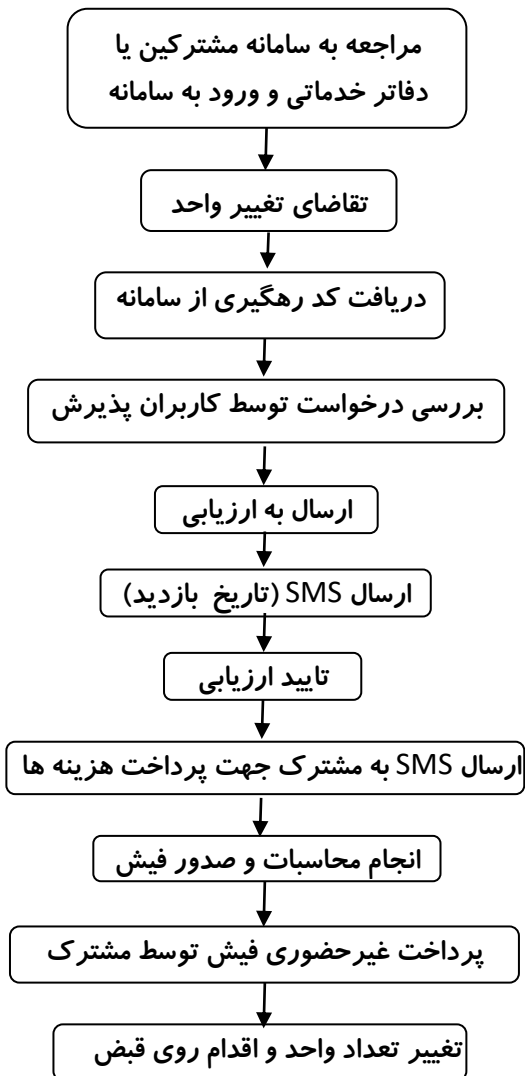 مراجعه به سامانه مشترکین یا
دفاتر خدماتی و ورود به سامانه
تقاضای تغییر واحد
دریافت کد رهگیری از سامانه
بررسی درخواست توسط کاربران پذیرش
ارسال به ارزیابی
ارسال SMS (تاریخ بازدید)
تایید ارزیابی
ارسال SMS به مشترک جهت پرداخت هزینه ها
انجام محاسبات و صدور فیش
پرداخت غیرحضوری فیش توسط مشترک
تغییر تعداد واحد و اقدام روی قبض